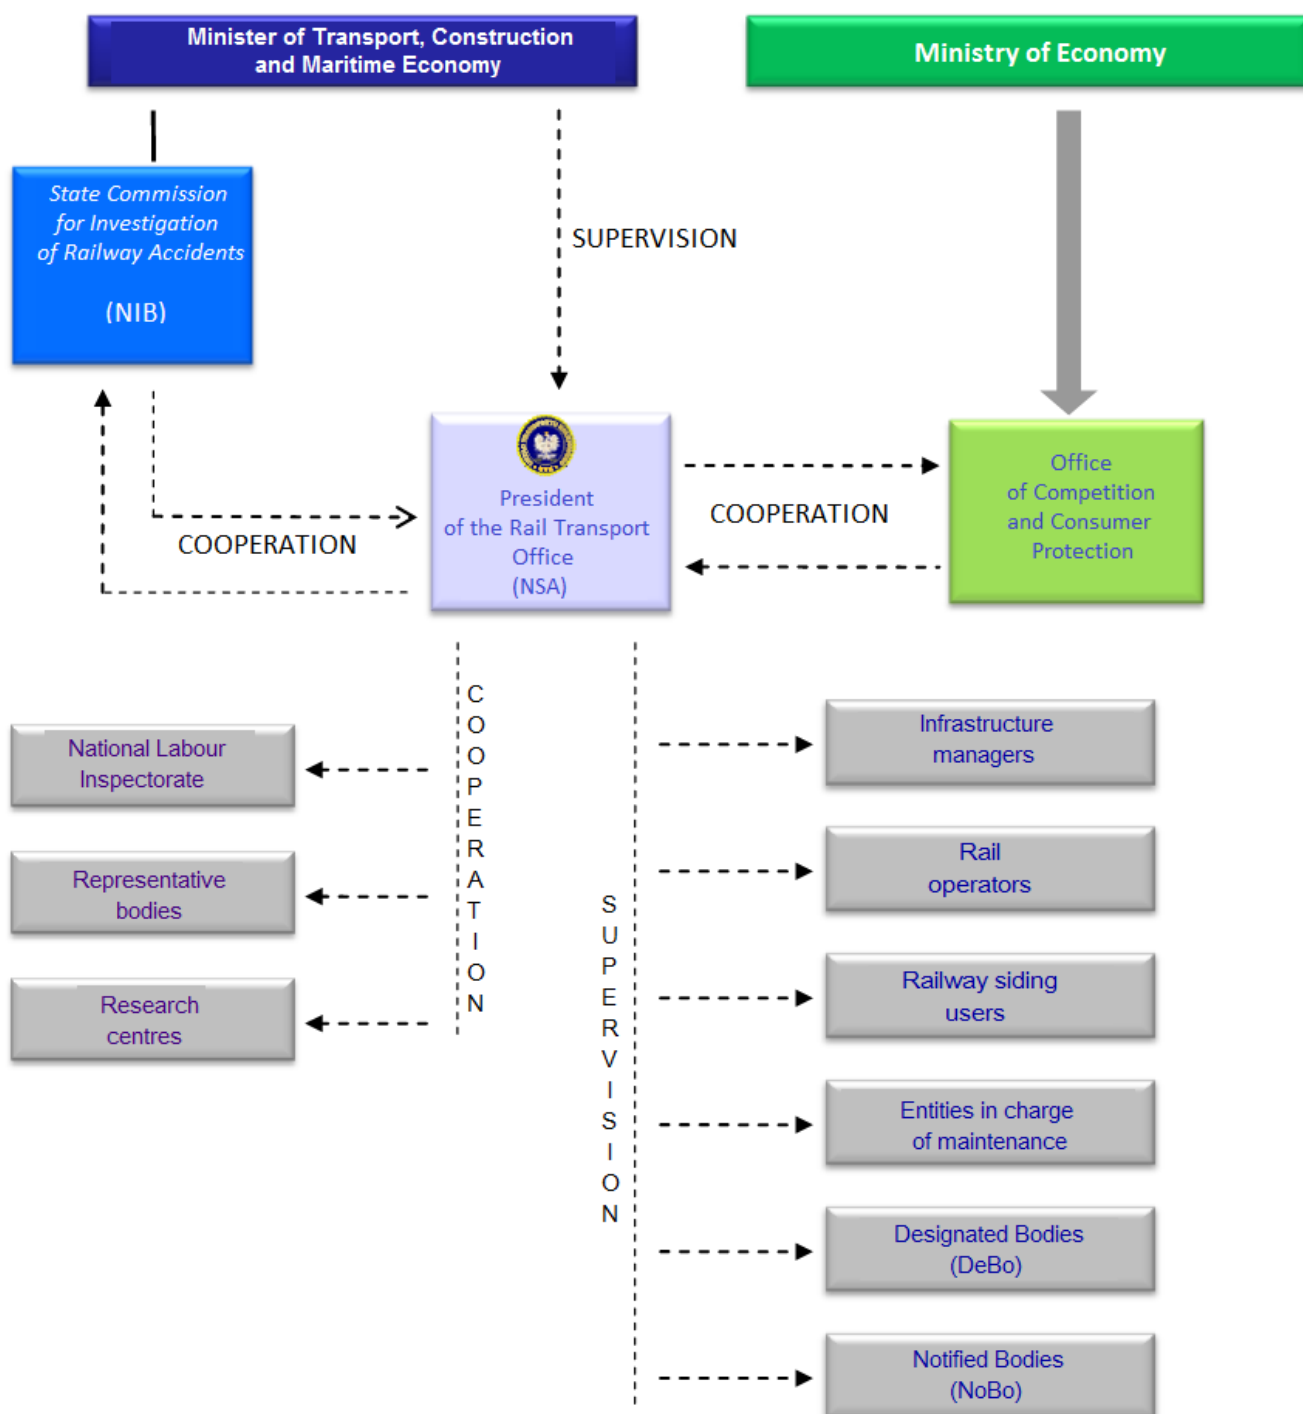 Minister of Transport, Construction
and Maritime Economy
Ministry of Economy
State Commission
for Investigation
of Railway Accidents
(NIB)
SUPERVISION
President
of the Rail Transport
Office
(NSA)
COOPERATION
COOPERATION
Office
of Competition
and Consumer
Protection
COOPERATION
SUPERVISION
National Labour
Inspectorate
Representative
bodies
Research
centres
Infrastructure
managers
Rail
operators
Railway siding
users
Entities in charge
of maintenance
Designated Bodies
(DeBo)
Notified Bodies
(NoBo)